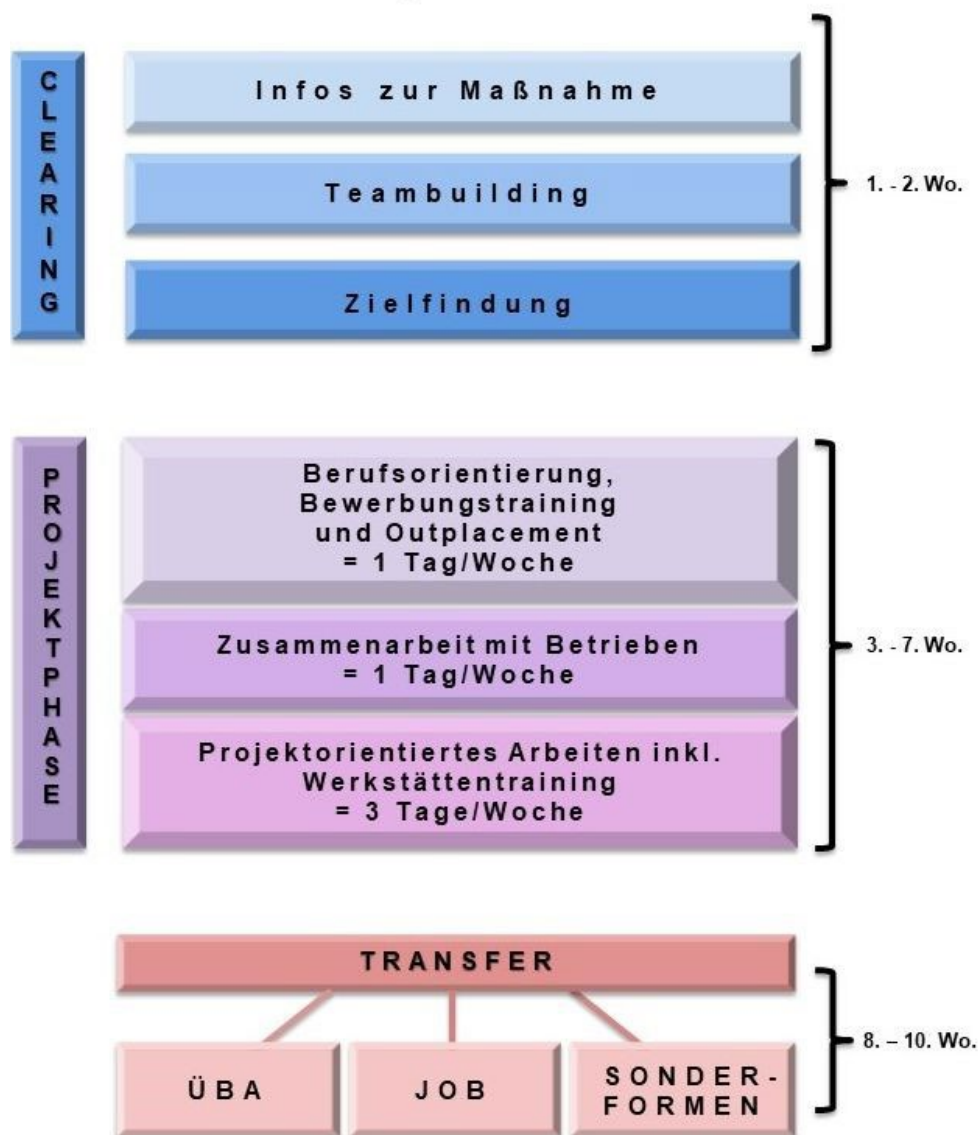 CLEARING
Infos zur Maßnahme
Teambuilding
Zielfindung
1. - 2. Wo.
PROJEKTPHASE
Berufsorientierung,
Bewerbungstraining
und Outplacement
= 1 Tag/Woche
Zusammenarbeit mit Betrieben
= 1 Tag/Woche
Projektorientiertes Arbeiten inkl.
Werkstättentraining
= 3 Tage/Woche
3. - 7. Wo.
TRANSFER
ÜBA
JOB
SONDER-
FORMEN
8. – 10. Wo.